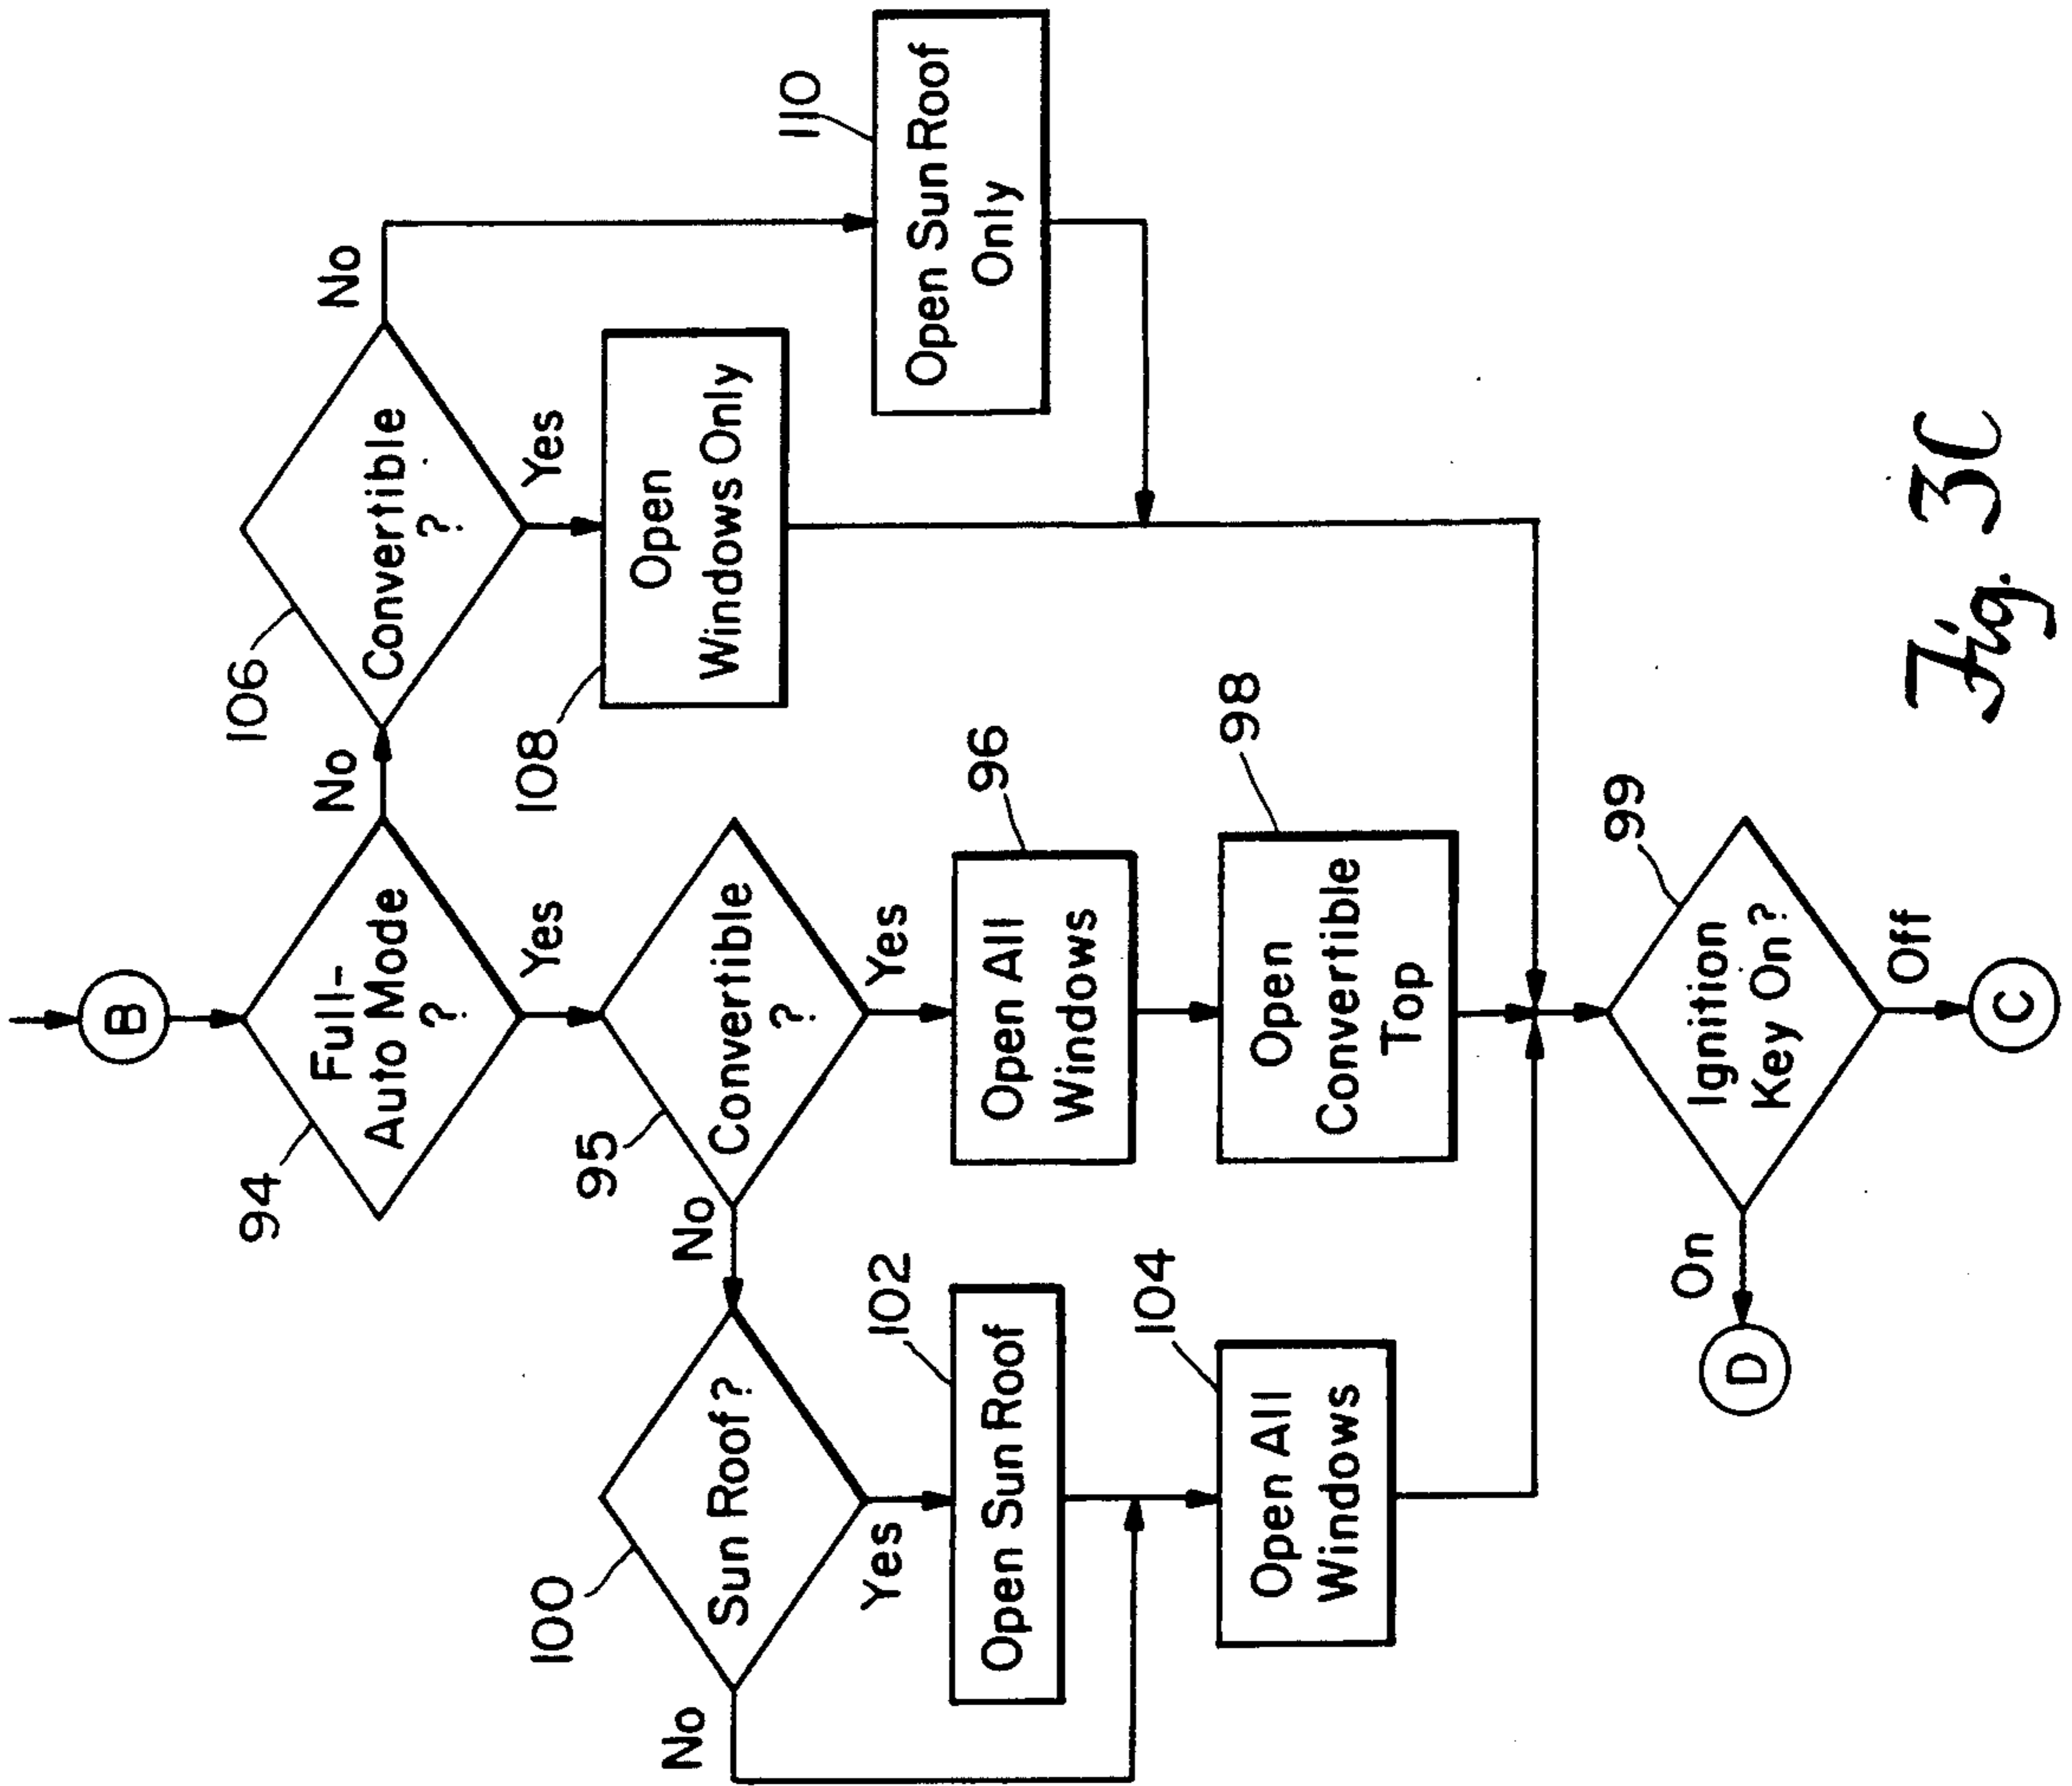 B
94
Full-
Auto Mode
?
No
Yes
106
Convertible
?
No
Yes
108
Open
Windows Only
110
Open Sun Roof
Only
95
Convertible
?
No
Yes
96
Open All
Windows
98
Open
Convertible
Top
100
Sun Roof?
No
Yes
102
Open Sun Roof
104
Open All
Windows
99
Ignition
Key On?
On
Off
D
C
Fig. 3C